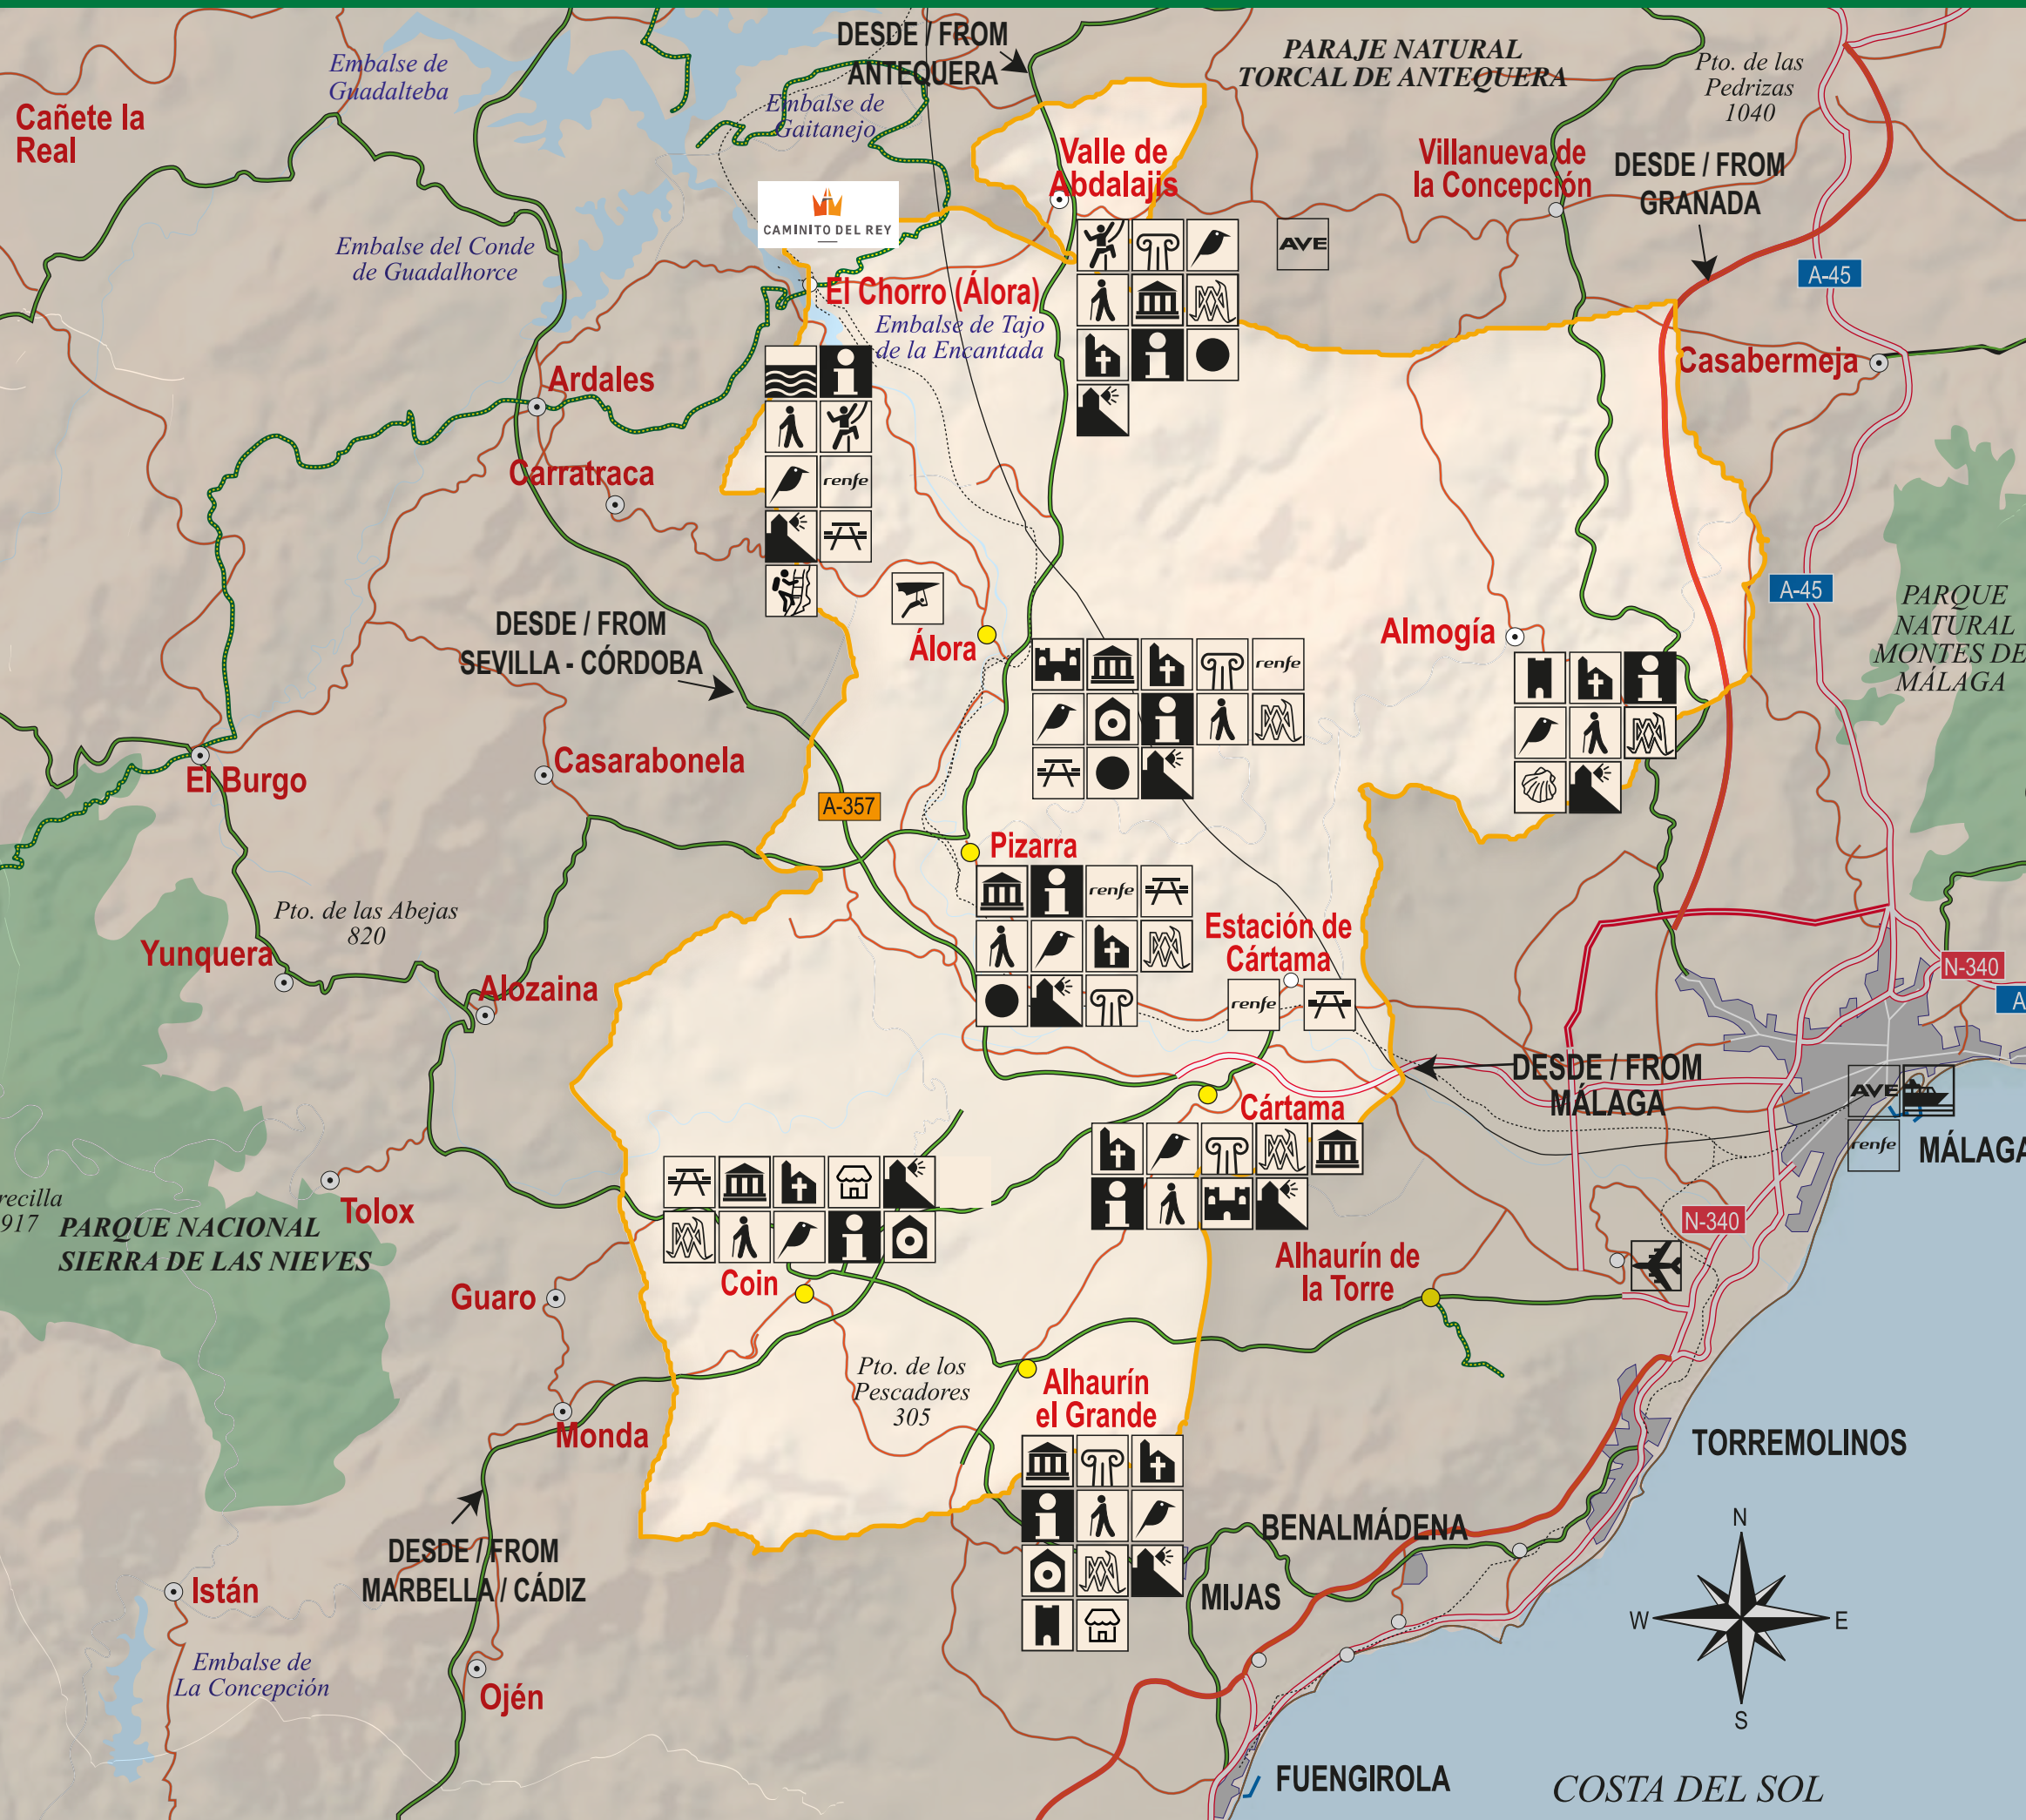 DESDE / FROM
ANTEQUERA
PARAJE NATURAL
TORCAL DE ANTEQUERA
Pto. de las
Pedrizas
1040
Embalse de
Guadalteba
Cañete la
Real
Embalse de
Gaitanejo
Valle de
Abdalajis
Villanueva de
la Concepción
DESDE / FROM
GRANADA
CAMINITO DEL REY
Embalse del Conde
de Guadalhorce
AVE
A-45
El Chorro (Álora)
Embalse de Tajo
de la Encantada
Casabermeja
Ardales
Carratraca
renfe
A-45
PARQUE
NATURAL
MONTES DE
MÁLAGA
DESDE / FROM
SEVILLA - CÓRDOBA
Álora
Almogía
renfe
Casarabonela
El Burgo
A-357
Pizarra
renfe
Pto. de las Abejas
820
Yunquera
Alozaina
Estación de
Cártama
renfe
N-340
A
DESDE / FROM
MÁLAGA
Cártama
AVE
renfe
MÁLAGA
Tolox
recilla
917
PARQUE NACIONAL
SIERRA DE LAS NIEVES
N-340
Guaro
Coin
Alhaurín de
la Torre
Pto. de los
Pescadores
305
Alhaurín
el Grande
Monda
TORREMOLINOS
DESDE / FROM
MARBELLA / CÁDIZ
BENALMÁDENA
N
W
E
S
Istán
MIJAS
Embalse de
La Concepción
Ojén
FUENGIROLA
COSTA DEL SOL